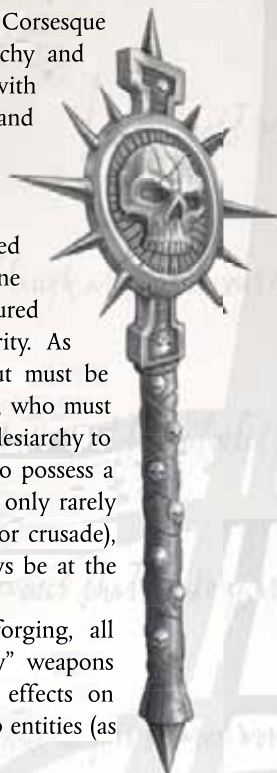 Corsesque
chy and
with
and
ed
ne
ured
rity. As
ut must be
, who must
lesiarchy to
o possess a
only rarely
or crusade),
ys be at the
forging, all
y” weapons
effects on
o entities (as